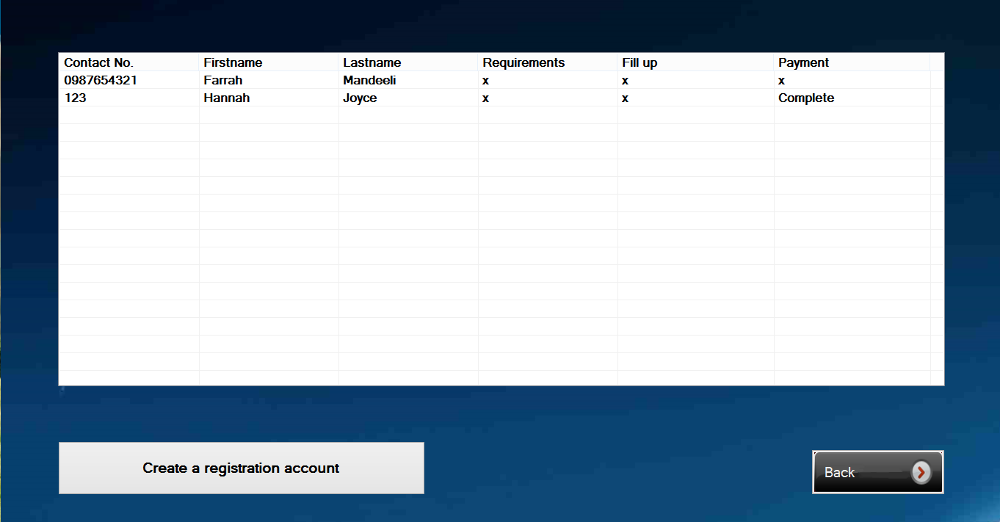 Contact No. Firstname Lastname Requirements Fill up Payment
0987654321 Farrah Mandeeli x x x
123 Hannah Joyce x x Complete
Create a registration account
Back